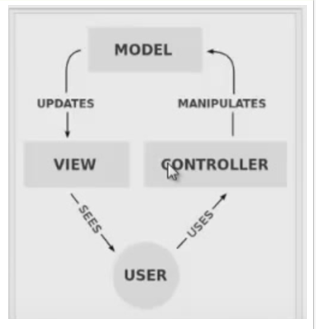 MODEL
UPDATES
MANIPULATES
VIEW
CONTROLLER
SEES
USES
USER